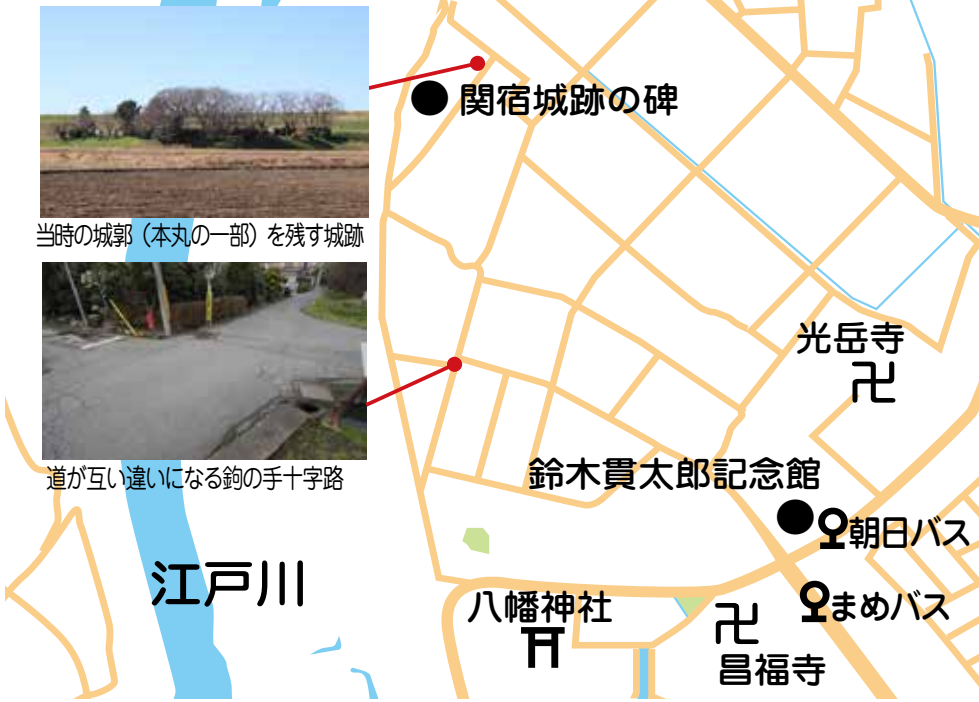 関宿城跡の碑
当時の城郭（本丸の一部）を残す城跡
光岳寺
道が互い違いになる鉤の手十字路
鈴木貫太郎記念館
朝日バス
江戸川
八幡神社
まめバス
昌福寺